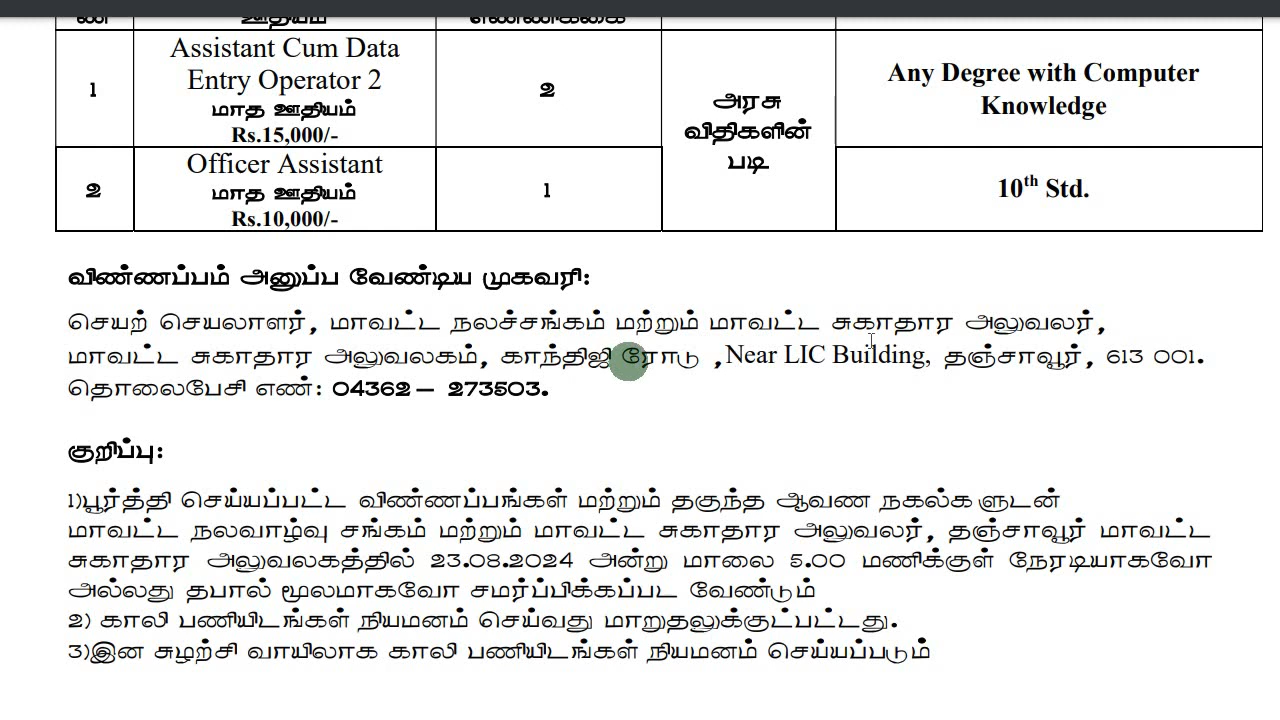 ண் ஊதியம் எண்ணிக்கை
1 Assistant Cum Data Entry Operator 2 மாத ஊதியம் Rs.15,000/- 2 அரசு விதிகளின் படி Any Degree with Computer Knowledge
2 Officer Assistant மாத ஊதியம் Rs.10,000/- 1 10th Std.
விண்ணப்பம் அனுப்ப வேண்டிய முகவரி:
செயற் செயலாளர், மாவட்ட நலச்சங்கம் மற்றும் மாவட்ட சுகாதார அலுவலர்,
மாவட்ட சுகாதார அலுவலகம், காந்திஜி ரோடு ,Near LIC Building, தஞ்சாவூர், 613 001.
தொலைபேசி எண்: 04362 – 273503.
குறிப்பு:
1)பூர்த்தி செய்யப்பட்ட விண்ணப்பங்கள் மற்றும் தகுந்த ஆவண நகல்களுடன்
மாவட்ட நலவாழ்வு சங்கம் மற்றும் மாவட்ட சுகாதார அலுவலர், தஞ்சாவூர் மாவட்ட
சுகாதார அலுவலகத்தில் 23.08.2024 அன்று மாலை 5.00 மணிக்குள் நேரடியாகவோ
அல்லது தபால் மூலமாகவோ சமர்ப்பிக்கப்பட வேண்டும்
2) காலி பணியிடங்கள் நியமனம் செய்வது மாறுதலுக்குட்பட்டது.
3)இன சுழற்சி வாயிலாக காலி பணியிடங்கள் நியமனம் செய்யப்படும்